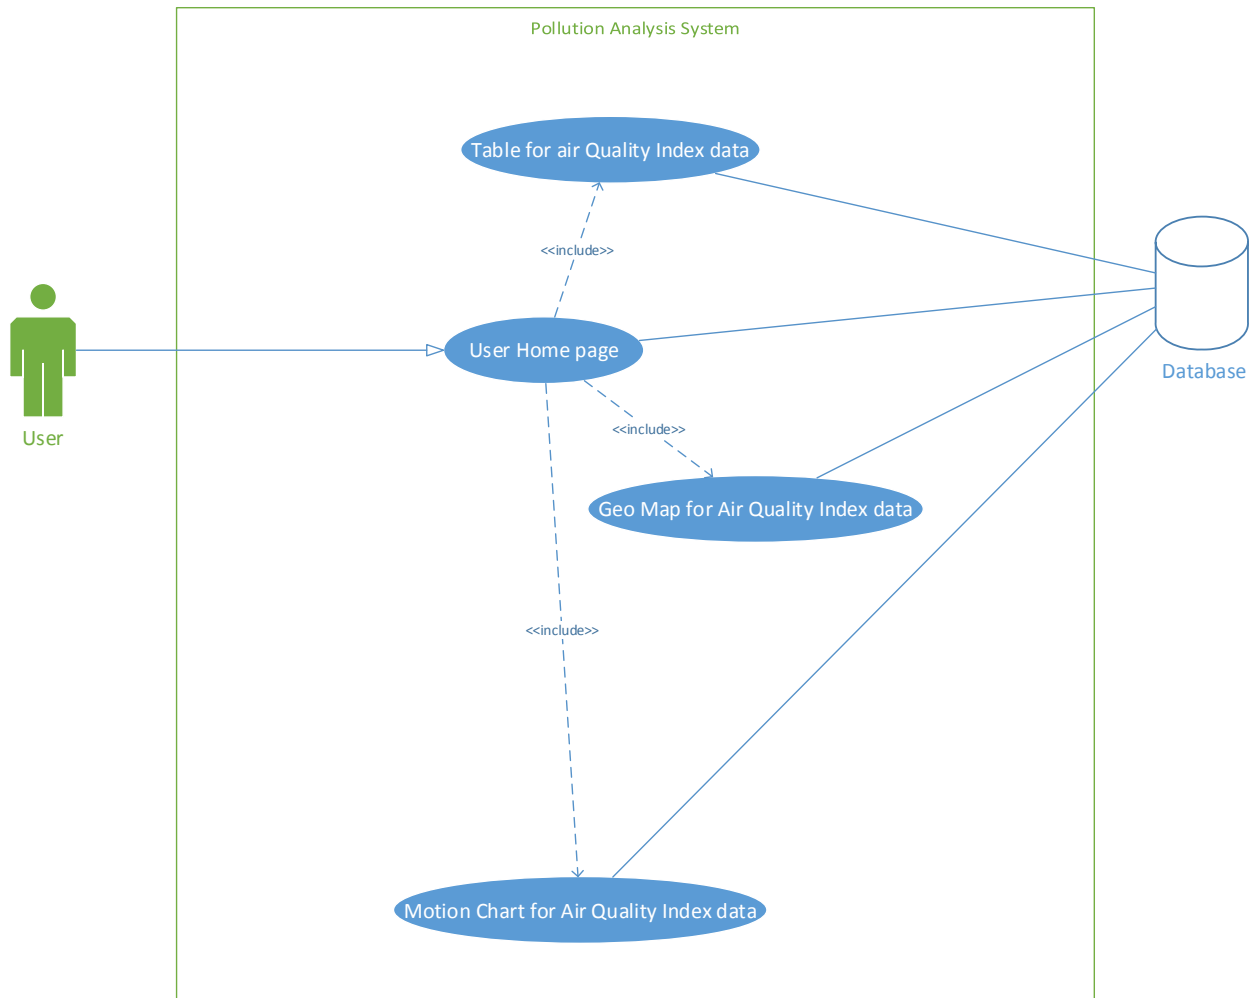 Pollution Analysis System
Table for air Quality Index data
<<include>>
User Home page
Database
<<include>>
User
Geo Map for Air Quality Index data
<<include>>
Motion Chart for Air Quality Index data